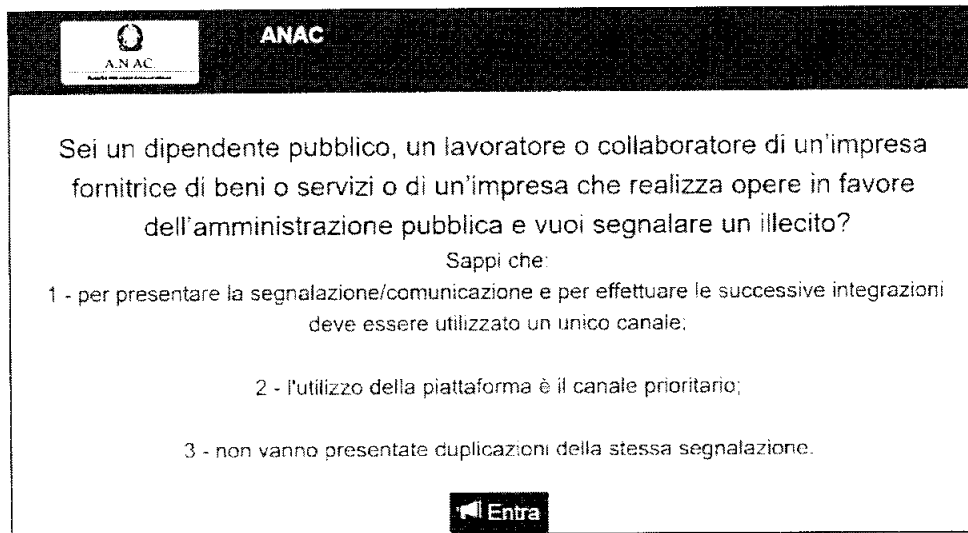 A.N.AC.
ANAC
Sei un dipendente pubblico, un lavoratore o collaboratore di un'impresa
fornitrice di beni o servizi o di un'impresa che realizza opere in favore
dell'amministrazione pubblica e vuoi segnalare un illecito?
Sappi che:
1 - per presentare la segnalazione/comunicazione e per effettuare le successive integrazioni
deve essere utilizzato un unico canale;
2 - l'utilizzo della piattaforma è il canale prioritario;
3 - non vanno presentate duplicazioni della stessa segnalazione.
Entra